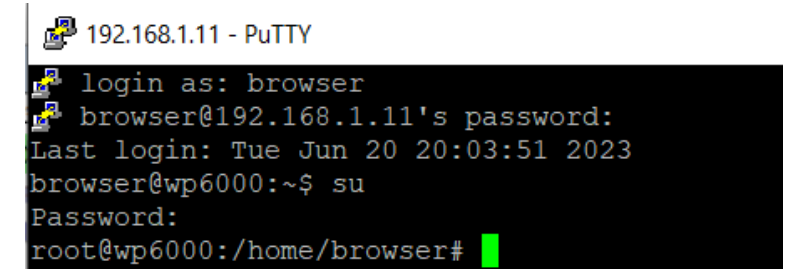 192.168.1.11 - PuTTY
login as: browser
browser@192.168.1.11's password:
Last login: Tue Jun 20 20:03:51 2023
browser@wp6000:~$ su
Password:
root@wp6000:/home/browser#